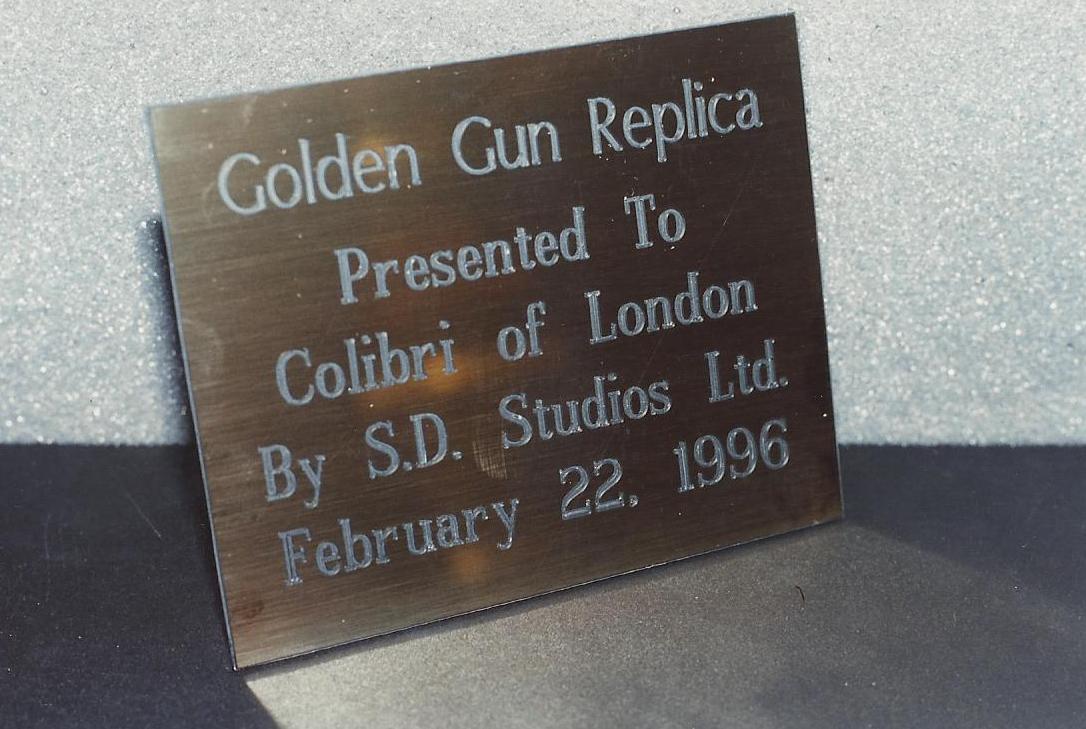 Golden Gun Replica
Presented To
Colibri of London
By S.D. Studios Ltd.
February 22, 1996